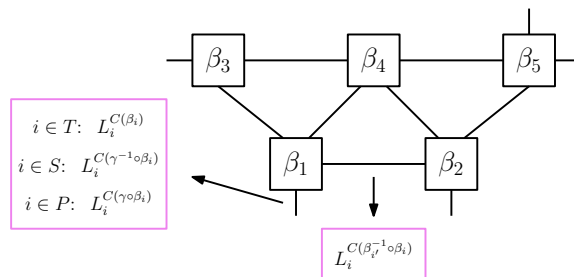 β₃ β₄ β₅
i ∈ T: L_i^{C(β_i)}
i ∈ S: L_i^{C(γ⁻¹∘β_i)}
i ∈ P: L_i^{C(γ∘β_i)}
β₁ β₂
L_i^{C(β_{i'}^{-1}∘β_i)}